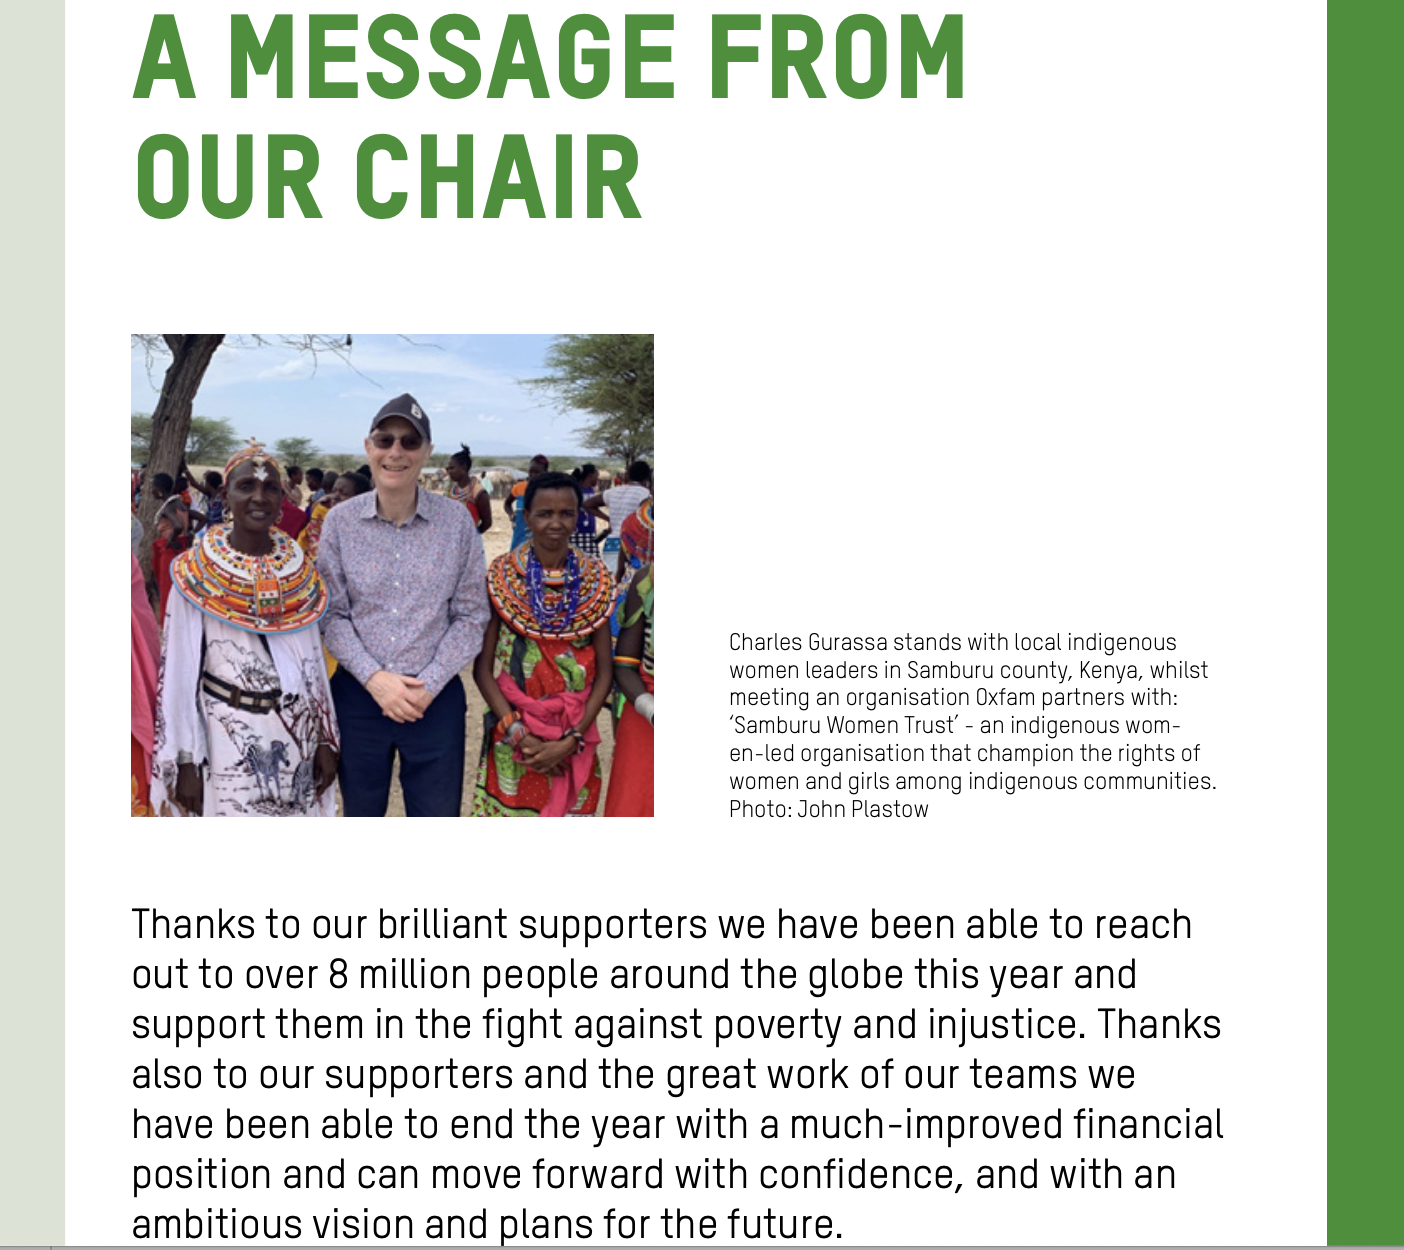 A MESSAGE FROM
OUR CHAIR
Charles Gurassa stands with local indigenous
women leaders in Samburu county, Kenya, whilst
meeting an organisation Oxfam partners with:
‘Samburu Women Trust’ - an indigenous wom-
en-led organisation that champion the rights of
women and girls among indigenous communities.
Photo: John Plastow
Thanks to our brilliant supporters we have been able to reach
out to over 8 million people around the globe this year and
support them in the fight against poverty and injustice. Thanks
also to our supporters and the great work of our teams we
have been able to end the year with a much-improved financial
position and can move forward with confidence, and with an
ambitious vision and plans for the future.